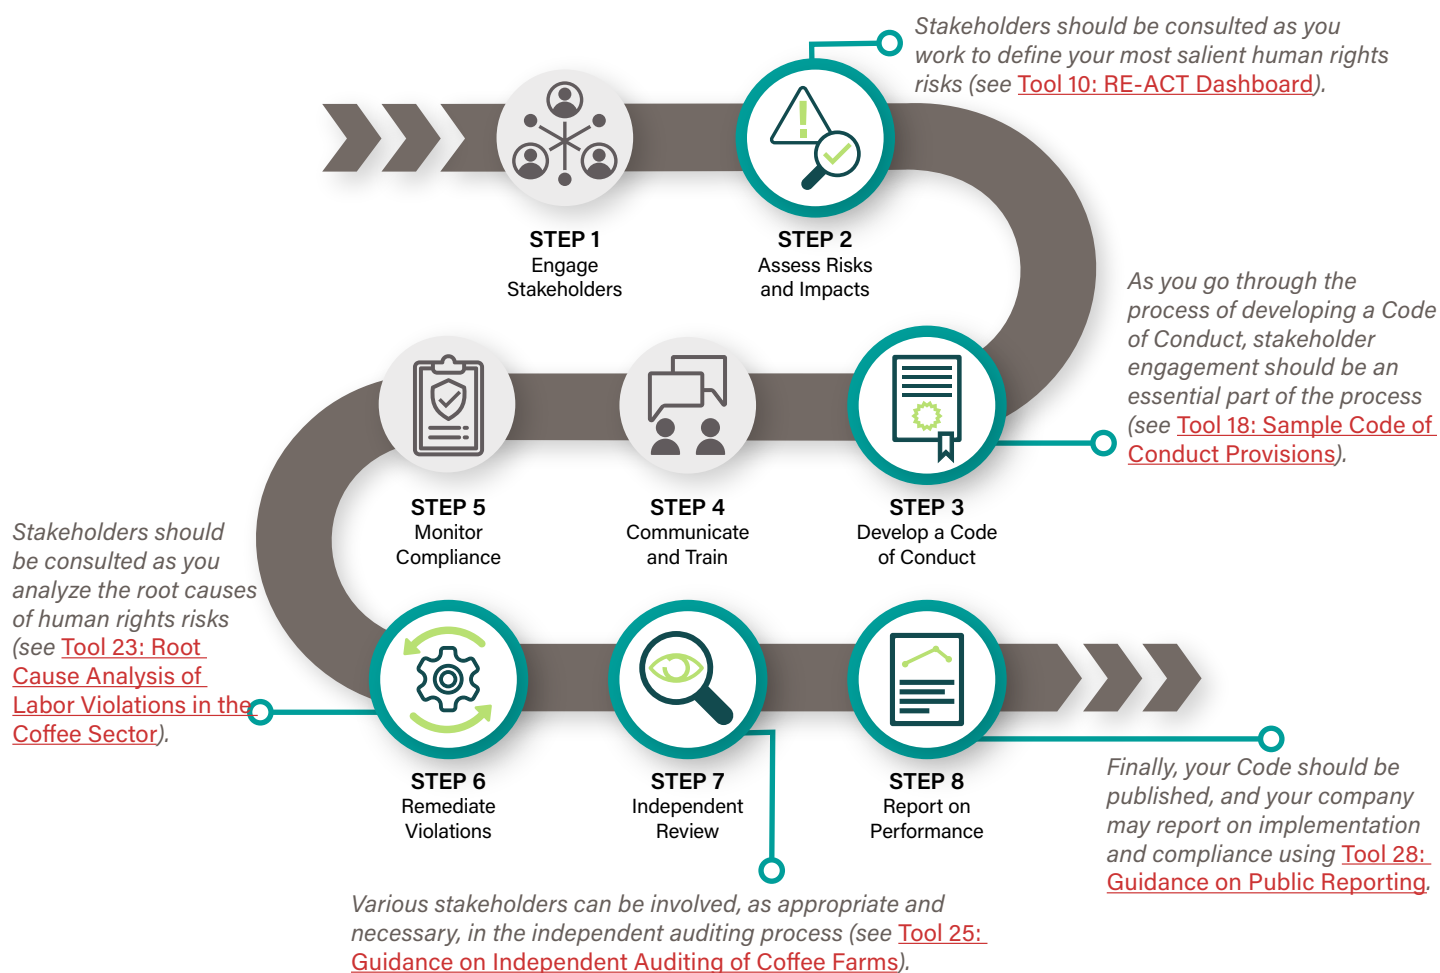 Stakeholders should be consulted as you
work to define your most salient human rights
risks (see Tool 10: RE-ACT Dashboard).
STEP 1
Engage
Stakeholders
STEP 2
Assess Risks
and Impacts
As you go through the
process of developing a Code
of Conduct, stakeholder
engagement should be an
essential part of the process
(see Tool 18: Sample Code of
Conduct Provisions).
STEP 3
Develop a Code
of Conduct
STEP 4
Communicate
and Train
STEP 5
Monitor
Compliance
Stakeholders should
be consulted as you
analyze the root causes
of human rights risks
(see Tool 23: Root
Cause Analysis of
Labor Violations in the
Coffee Sector).
STEP 6
Remediate
Violations
STEP 7
Independent
Review
STEP 8
Report on
Performance
Various stakeholders can be involved, as appropriate and
necessary, in the independent auditing process (see Tool 25:
Guidance on Independent Auditing of Coffee Farms).
Finally, your Code should be
published, and your company
may report on implementation
and compliance using Tool 28:
Guidance on Public Reporting.